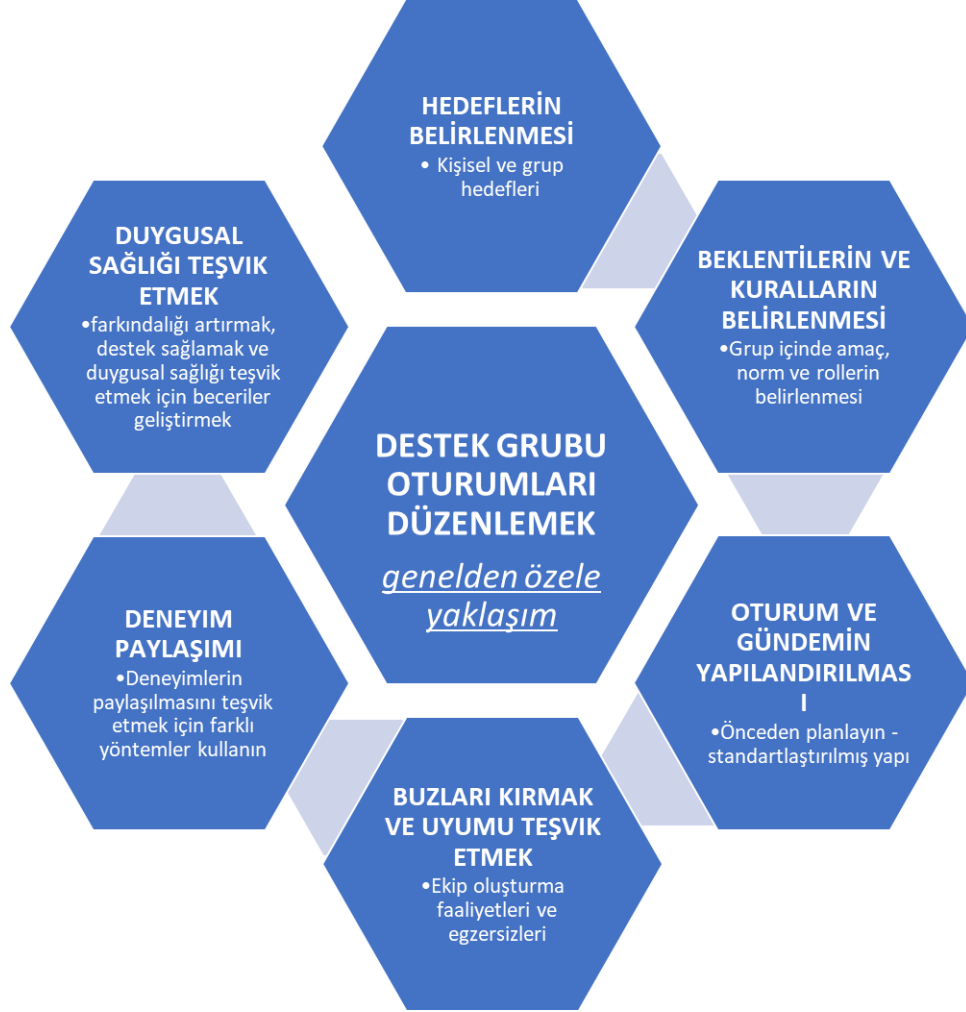 HEDEFLERİN
BELİRLENMESİ
• Kişisel ve grup
hedefleri
BEKLENTİLERİN VE
KURALLARIN
BELİRLENMESİ
•Grup içinde amaç,
norm ve rollerin
belirlenmesi
OTURUM VE
GÜNDEMİN
YAPILANDIRILMAS
I
•Önceden planlayın -
standartlaştırılmış yapı
BUZLARI KIRMAK
VE UYUMU TEŞVIK
ETMEK
•Ekip oluşturma
faaliyetleri ve
egzersizleri
DENEYIM
PAYLAŞIMI
•Deneyimlerin
paylaşılmasını teşvik
etmek için farklı
yöntemler kullanın
DUYGUSAL
SAĞLIĞI TEŞVIK
ETMEK
•farkındalığı artırmak,
destek sağlamak ve
duygusal sağlığı teşvik
etmek için beceriler
geliştirmek
DESTEK GRUBU
OTURUMLARI
DÜZENLEMEK
genelden özele
yaklaşım